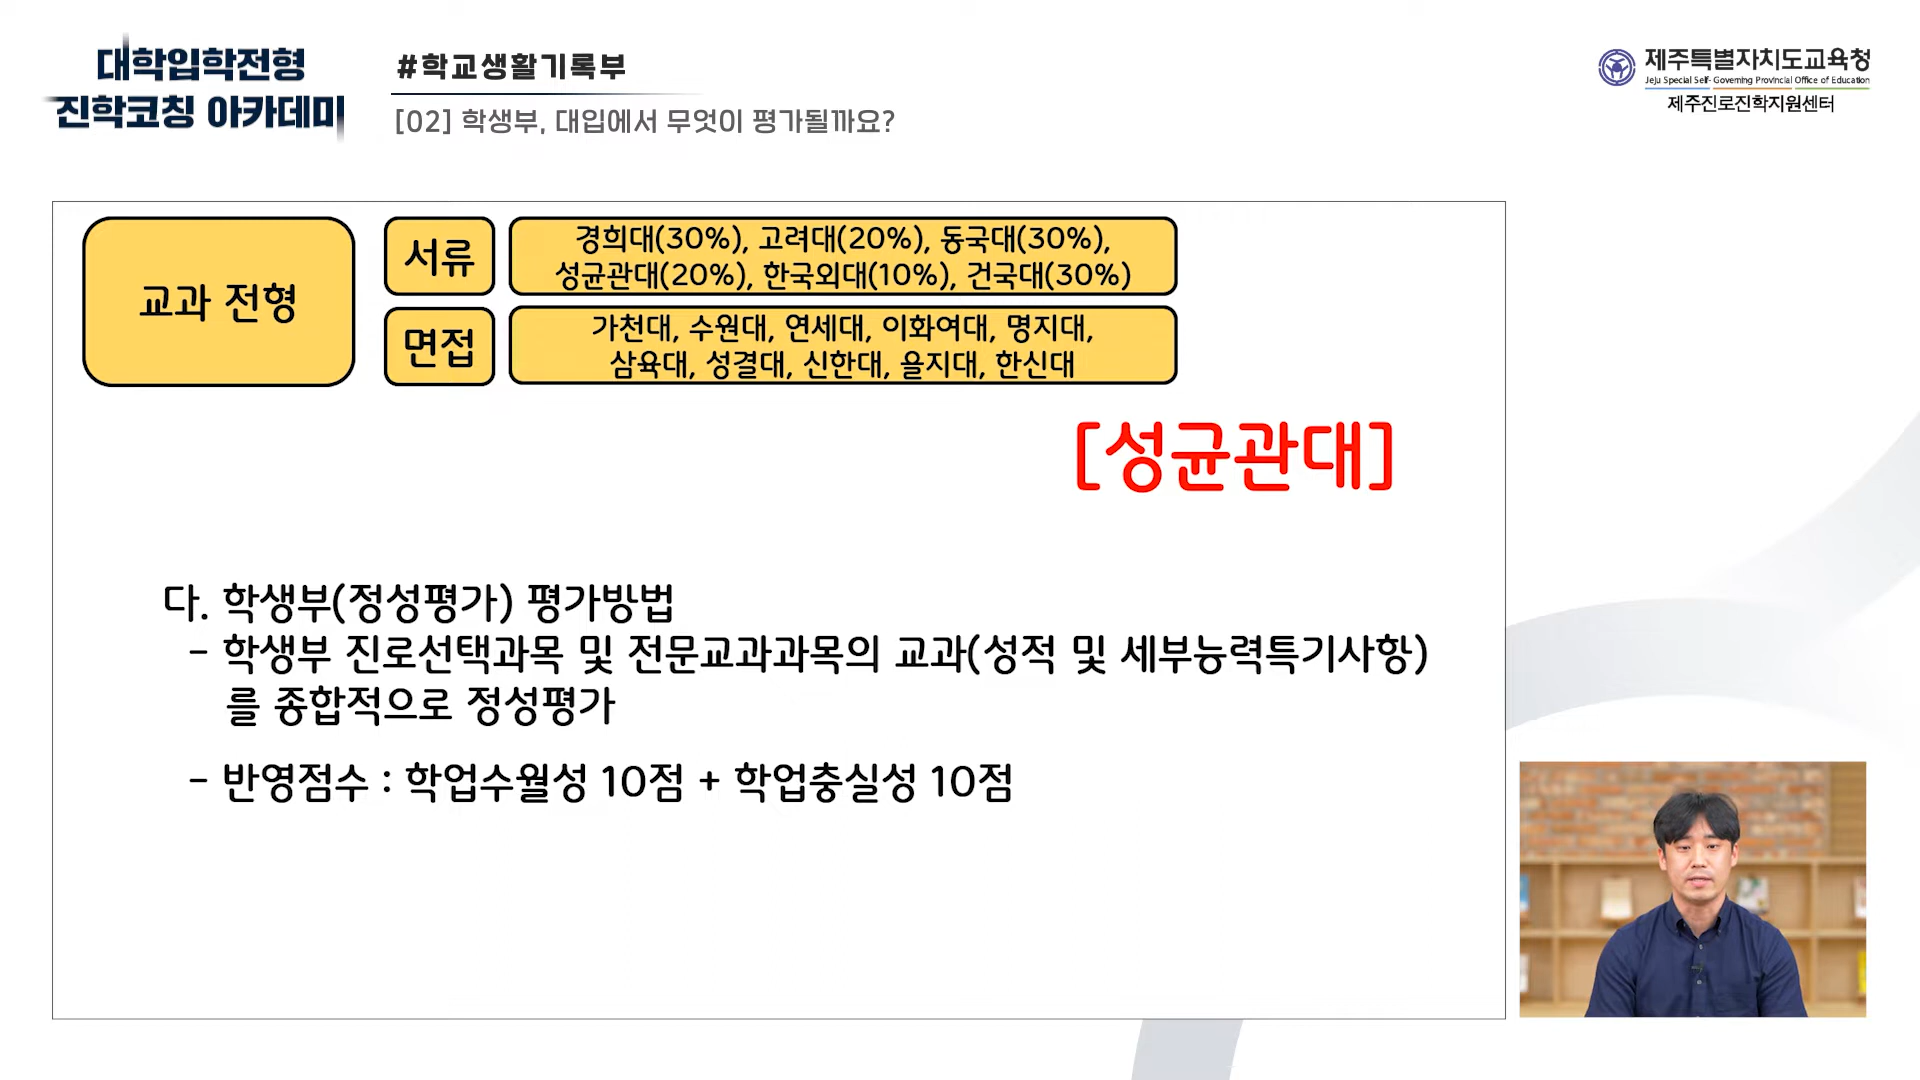 대학입학전형
진학코칭 아카데미
#학교생활기록부
[02] 학생부, 대입에서 무엇이 평가될까요?
제주특별자치도교육청
Jeju Special Self- Governing Provincial Office of Education
제주진로진학지원센터
교과 전형
서류
경희대(30%), 고려대(20%), 동국대(30%),
성균관대(20%), 한국외대(10%), 건국대(30%)
면접
가천대, 수원대, 연세대, 이화여대, 명지대,
삼육대, 성결대, 신한대, 을지대, 한신대
[성균관대]
다. 학생부(정성평가) 평가방법
- 학생부 진로선택과목 및 전문교과과목의 교과(성적 및 세부능력특기사항)
를 종합적으로 정성평가
- 반영점수 : 학업수월성 10점 + 학업충실성 10점